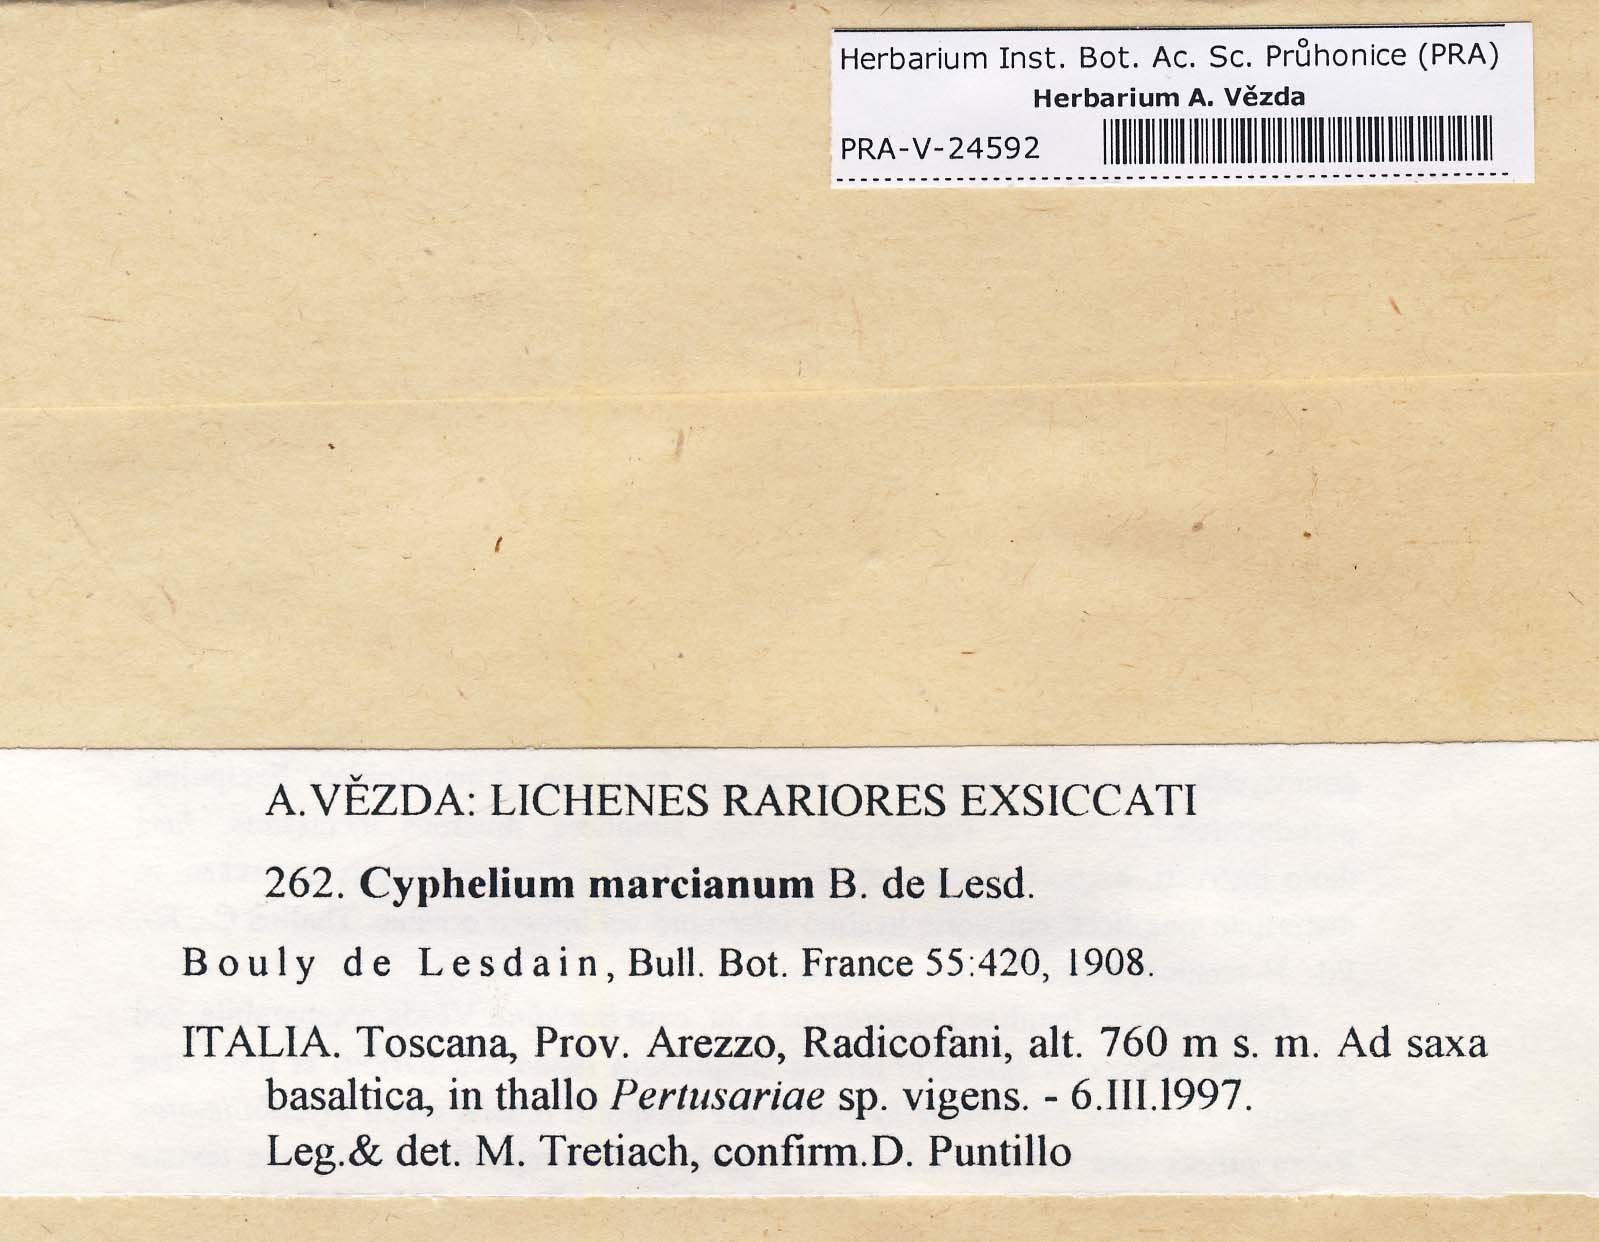 Herbarium Inst. Bot. Ac. Sc. Průhonice (PRA)
Herbarium A. Vězda
PRA-V-24592
A.VĚZDA: LICHENES RARIORES EXSICCATI
262. Cyphelium marcianum B. de Lesd.
Bouly de Lesdain, Bull. Bot. France 55:420, 1908.
ITALIA. Toscana, Prov. Arezzo, Radicofani, alt. 760 m s. m. Ad saxa
basaltica, in thallo Pertusariae sp. vigens. - 6.III.1997.
Leg.& det. M. Tretiach, confirm.D. Puntillo